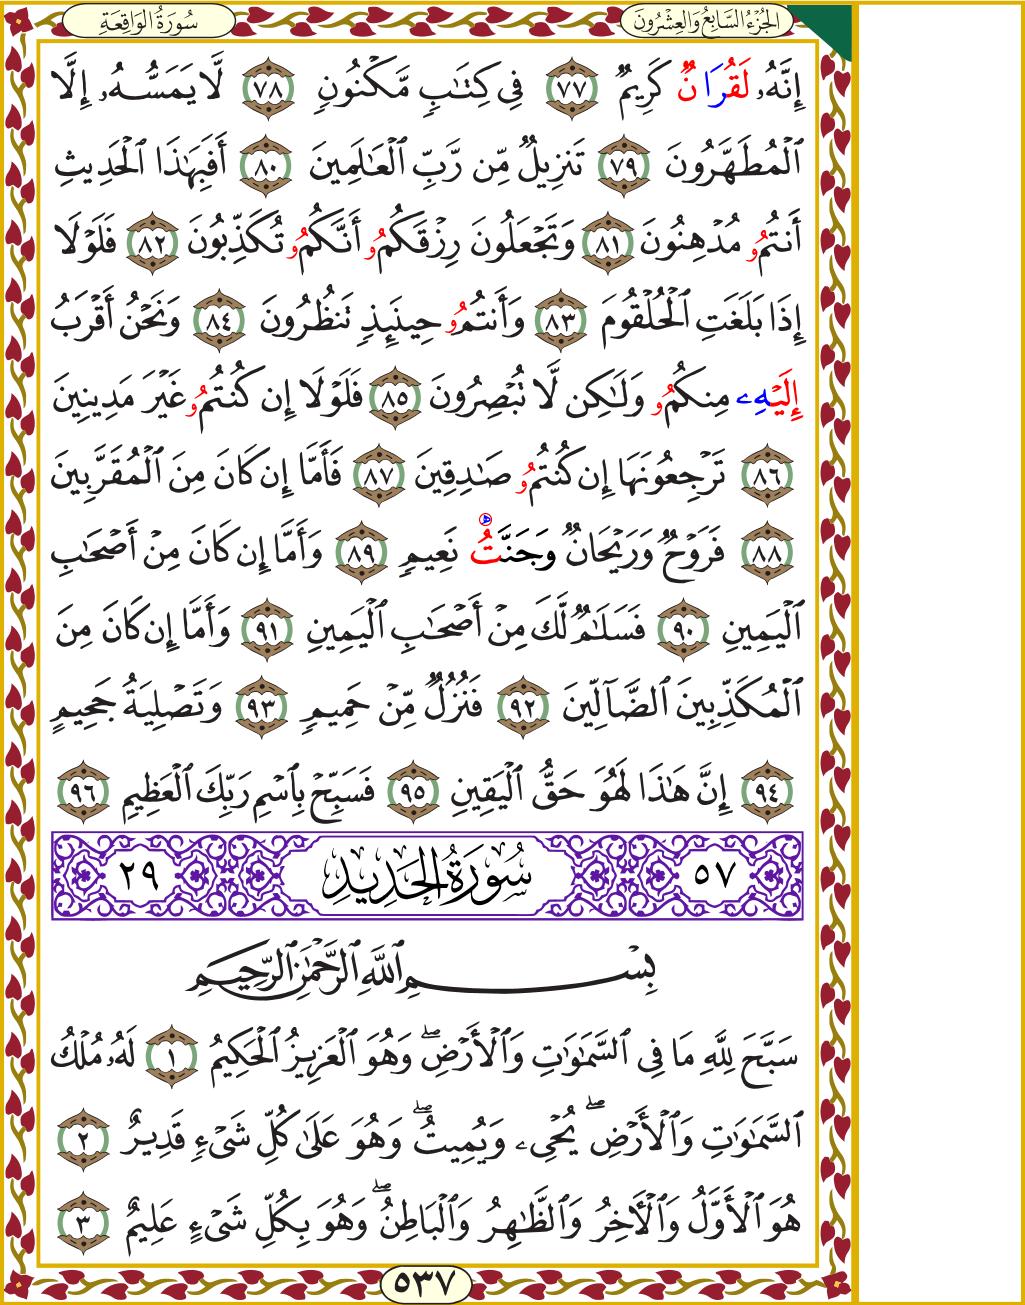 سُورَةُ الوَاقِعَةِ
الجُزْءُ السَّابِعُ وَالعِشْرُونَ
إِنَّهُۥ لَقُرَانٌ كَرِيمٌ ٧٧ فِى كِتَٰبٍ مَّكْنُونٍ ٧٨ لَّا يَمَسُّهُۥ إِلَّا
ٱلْمُطَهَّرُونَ ٧٩ تَنزِيلٌ مِّن رَّبِّ ٱلْعَٰلَمِينَ ٨٠ أَفَبِهَٰذَا ٱلْحَدِيثِ
أَنتُمُۥ مُدْهِنُونَ ٨١ وَتَجْعَلُونَ رِزْقَكُمُۥ أَنَّكُمُۥ تُكَذِّبُونَ ٨٢ فَلَوْلَا
إِذَا بَلَغَتِ ٱلْحُلْقُومَ ٨٣ وَأَنتُمُۥ حِينَئِذٍ تَنظُرُونَ ٨٤ وَنَحْنُ أَقْرَبُ
إِلَيْهِۦ مِنكُمُۥ وَلَٰكِن لَّا تُبْصِرُونَ ٨٥ فَلَوْلَا إِن كُنتُمُۥ غَيْرَ مَدِينِينَ
٨٦ تَرْجِعُونَهَا إِن كُنتُمُۥ صَٰدِقِينَ ٨٧ فَأَمَّا إِن كَانَ مِنَ ٱلْمُقَرَّبِينَ
٨٨ فَرَوْحٌ وَرَيْحَانٌ وَجَنَّتُ نَعِيمٍ ٨٩ وَأَمَّا إِن كَانَ مِنْ أَصْحَٰبِ
ٱلْيَمِينِ ٩٠ فَسَلَٰمٌ لَّكَ مِنْ أَصْحَٰبِ ٱلْيَمِينِ ٩١ وَأَمَّا إِن كَانَ مِنَ
ٱلْمُكَذِّبِينَ ٱلضَّآلِّينَ ٩٢ فَنُزُلٌ مِّنْ حَمِيمٍ ٩٣ وَتَصْلِيَةُ جَحِيمٍ
٩٤ إِنَّ هَٰذَا لَهُوَ حَقُّ ٱلْيَقِينِ ٩٥ فَسَبِّحْ بِٱسْمِ رَبِّكَ ٱلْعَظِيمِ ٩٦
٥٧ سُورَةُ الحَدِيدِ ٢٩
بِسْمِ ٱللَّهِ ٱلرَّحْمَٰنِ ٱلرَّحِيمِ
سَبَّحَ لِلَّهِ مَا فِى ٱلسَّمَٰوَٰتِ وَٱلْأَرْضِۖ وَهُوَ ٱلْعَزِيزُ ٱلْحَكِيمُ ١ لَهُۥ مُلْكُ
ٱلسَّمَٰوَٰتِ وَٱلْأَرْضِۖ يُحْىِۦ وَيُمِيتُۖ وَهُوَ عَلَىٰ كُلِّ شَىْءٍ قَدِيرٌ ٢
هُوَ ٱلْأَوَّلُ وَٱلْأَخِرُ وَٱلظَّٰهِرُ وَٱلْبَاطِنُۖ وَهُوَ بِكُلِّ شَىْءٍ عَلِيمٌ ٣
٥٣٧